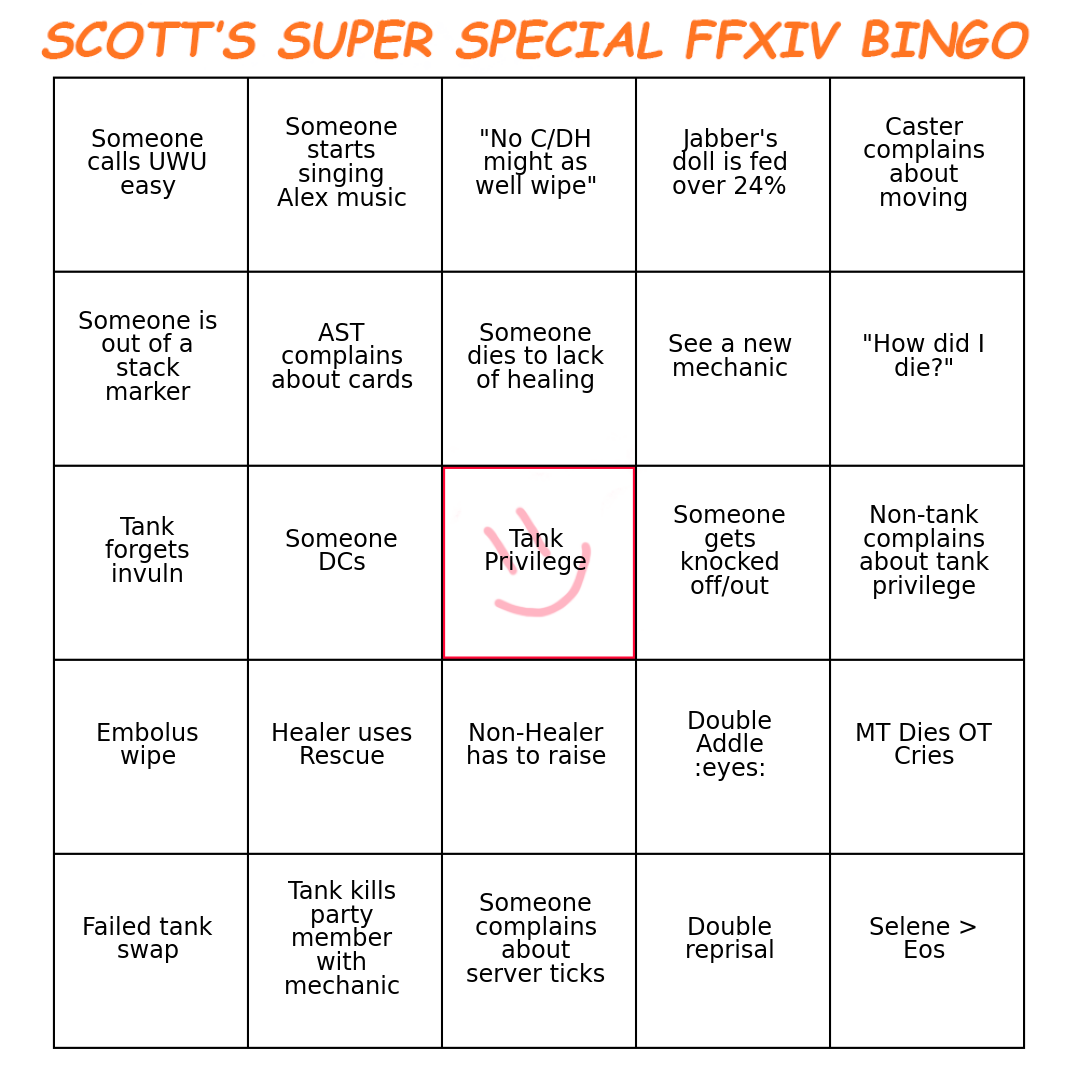 SCOTT'S SUPER SPECIAL FFXIV BINGO
Someone
calls UWU
easy
Someone
starts
singing
Alex music
"No C/DH
might as
well wipe"
Jabber's
doll is fed
over 24%
Caster
complains
about
moving
Someone is
out of a
stack
marker
AST
complains
about cards
Someone
dies to lack
of healing
See a new
mechanic
"How did I
die?"
Tank
forgets
invuln
Someone
DCs
Tank
Privilege
Someone
gets
knocked
off/out
Non-tank
complains
about tank
privilege
Embolus
wipe
Healer uses
Rescue
Non-Healer
has to raise
Double
Addle
:eyes:
MT Dies OT
Cries
Failed tank
swap
Tank kills
party
member
with
mechanic
Someone
complains
about
server ticks
Double
reprisal
Selene >
Eos